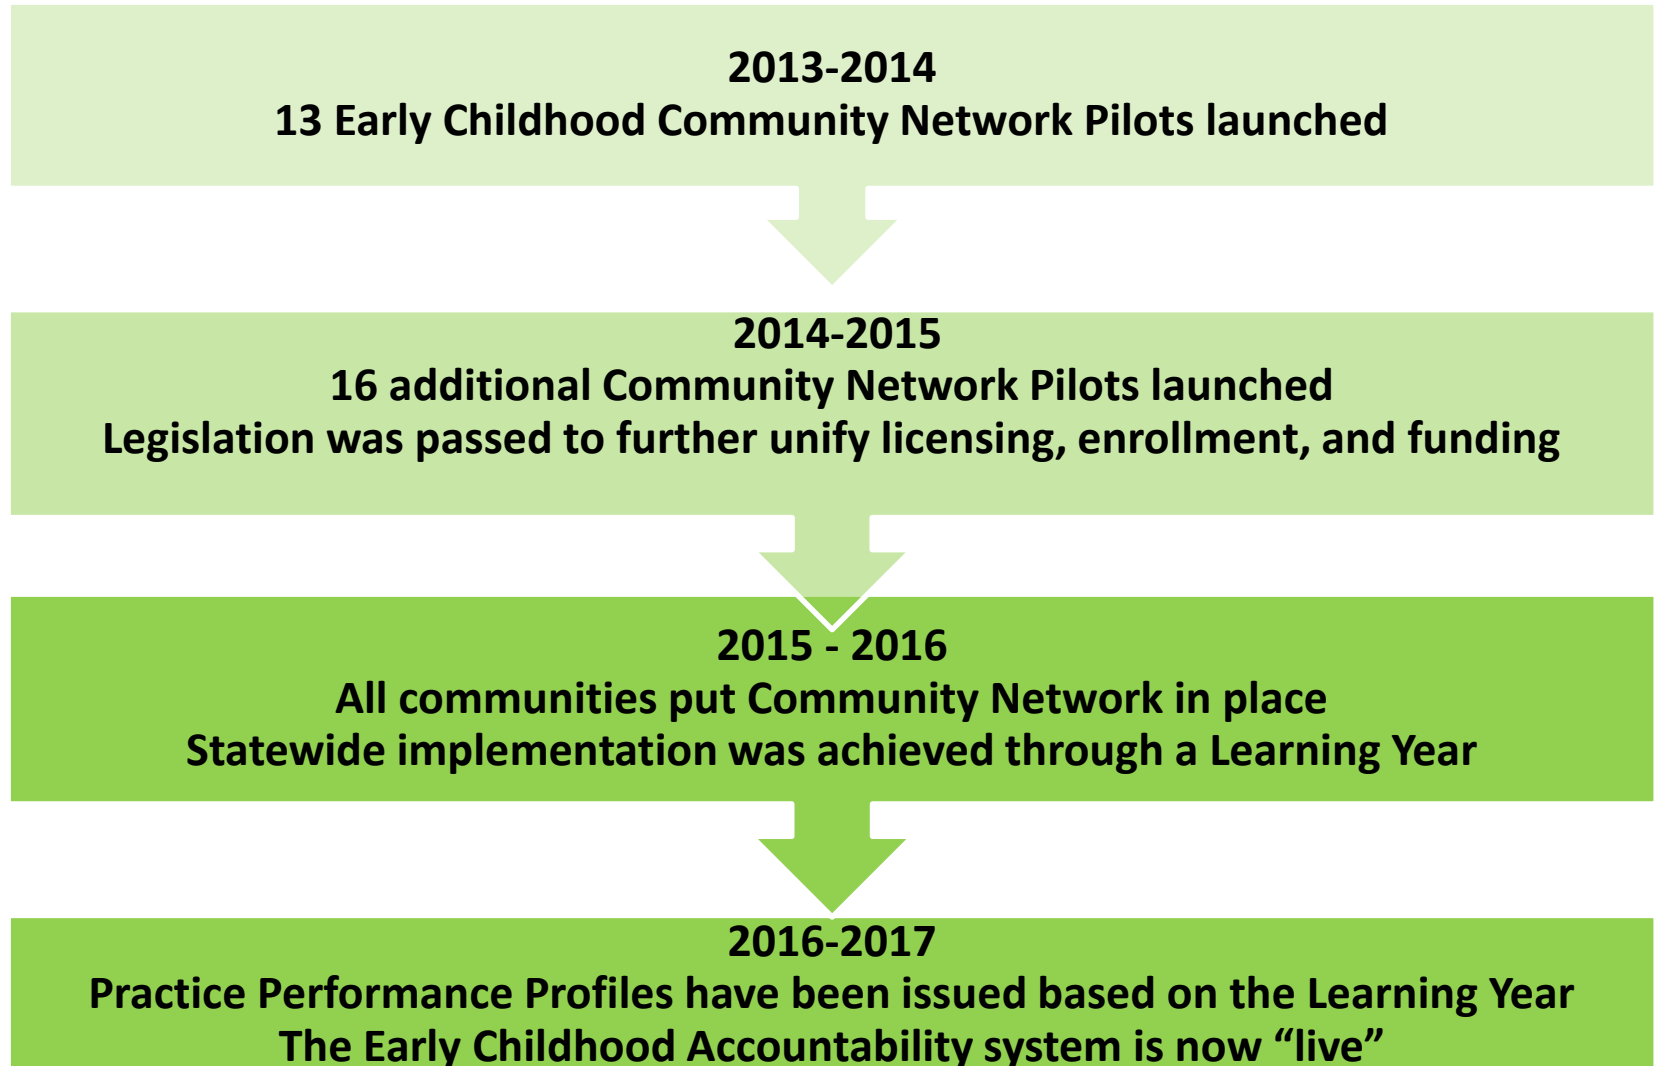 2013-2014
13 Early Childhood Community Network Pilots launched
2014-2015
16 additional Community Network Pilots launched
Legislation was passed to further unify licensing, enrollment, and funding
2015 - 2016
All communities put Community Network in place
Statewide implementation was achieved through a Learning Year
2016-2017
Practice Performance Profiles have been issued based on the Learning Year
The Early Childhood Accountability system is now “live”